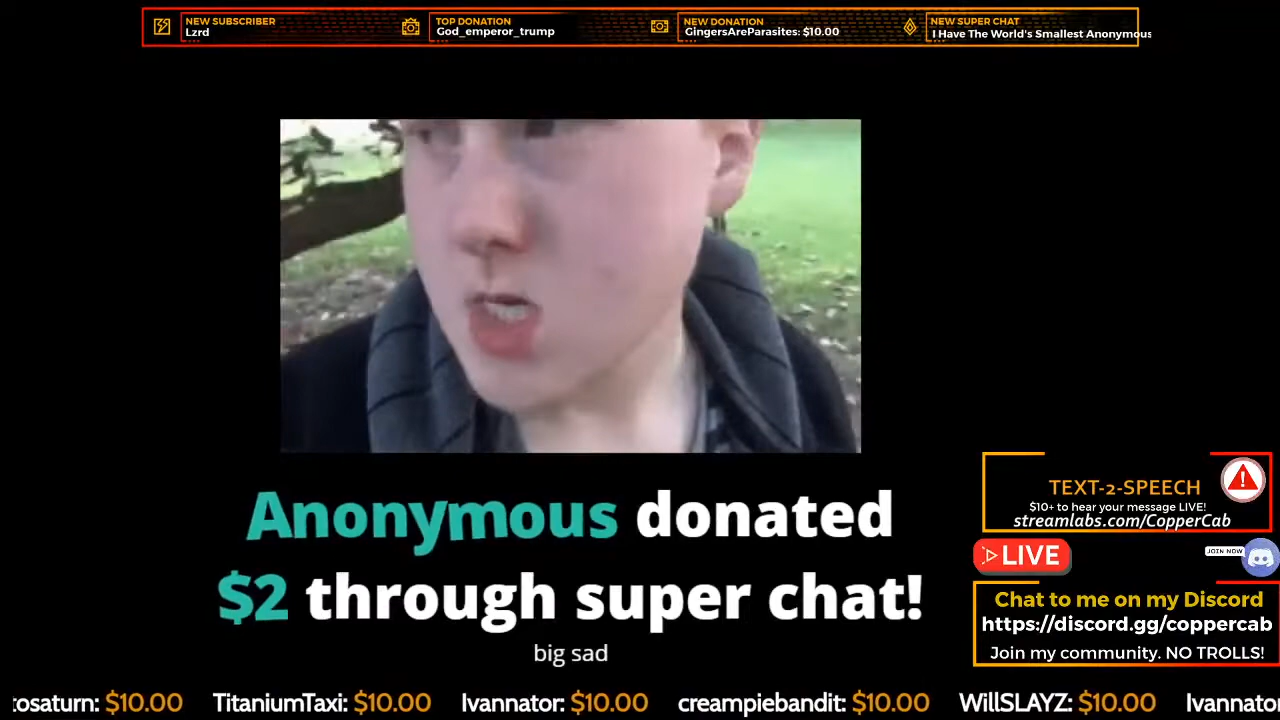 NEW SUBSCRIBER
Lzrd
TOP DONATION
God_emperor_trump
NEW DONATION
GingersAreParasites: $10.00
NEW SUPER CHAT
I Have The World's Smallest Anonymous
Anonymous donated
$2 through super chat!
big sad
TEXT-2-SPEECH
$10+ to hear your message LIVE!
streamlabs.com/CopperCab
LIVE
JOIN NOW
Chat to me on my Discord
https://discord.gg/coppercab
Join my community. NO TROLLS!
tosaturn: $10.00 TitaniumTaxi: $10.00 Ivannator: $10.00 creampiebandit: $10.00 WillSLAYZ: $10.00 Ivannator